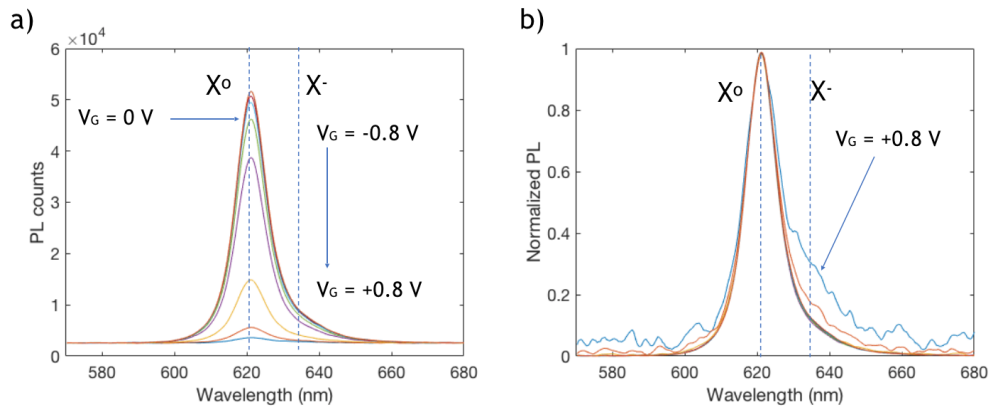 a)
×10⁴
6
5
4
3
2
1
0
580 600 620 640 660 680
PL counts
Wavelength (nm)
Xº
X-
V_G = 0 V
V_G = -0.8 V
V_G = +0.8 V
b)
1
0.8
0.6
0.4
0.2
0
580 600 620 640 660 680
Normalized PL
Wavelength (nm)
Xº
X-
V_G = +0.8 V